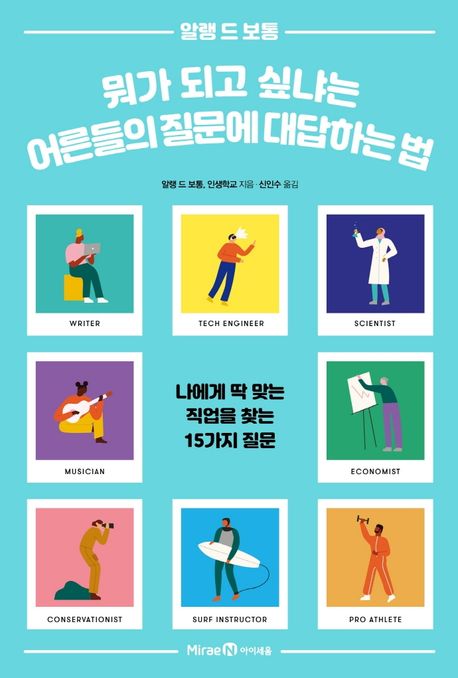 알랭 드 보통
뭐가 되고 싶냐는
어른들의 질문에 대답하는 법
알랭 드 보통, 인생학교 지음 · 신인수 옮김
WRITER
TECH ENGINEER
SCIENTIST
나에게 딱 맞는
직업을 찾는
15가지 질문
MUSICIAN
ECONOMIST
CONSERVATIONIST
SURF INSTRUCTOR
PRO ATHLETE
Mirae N 아이세움